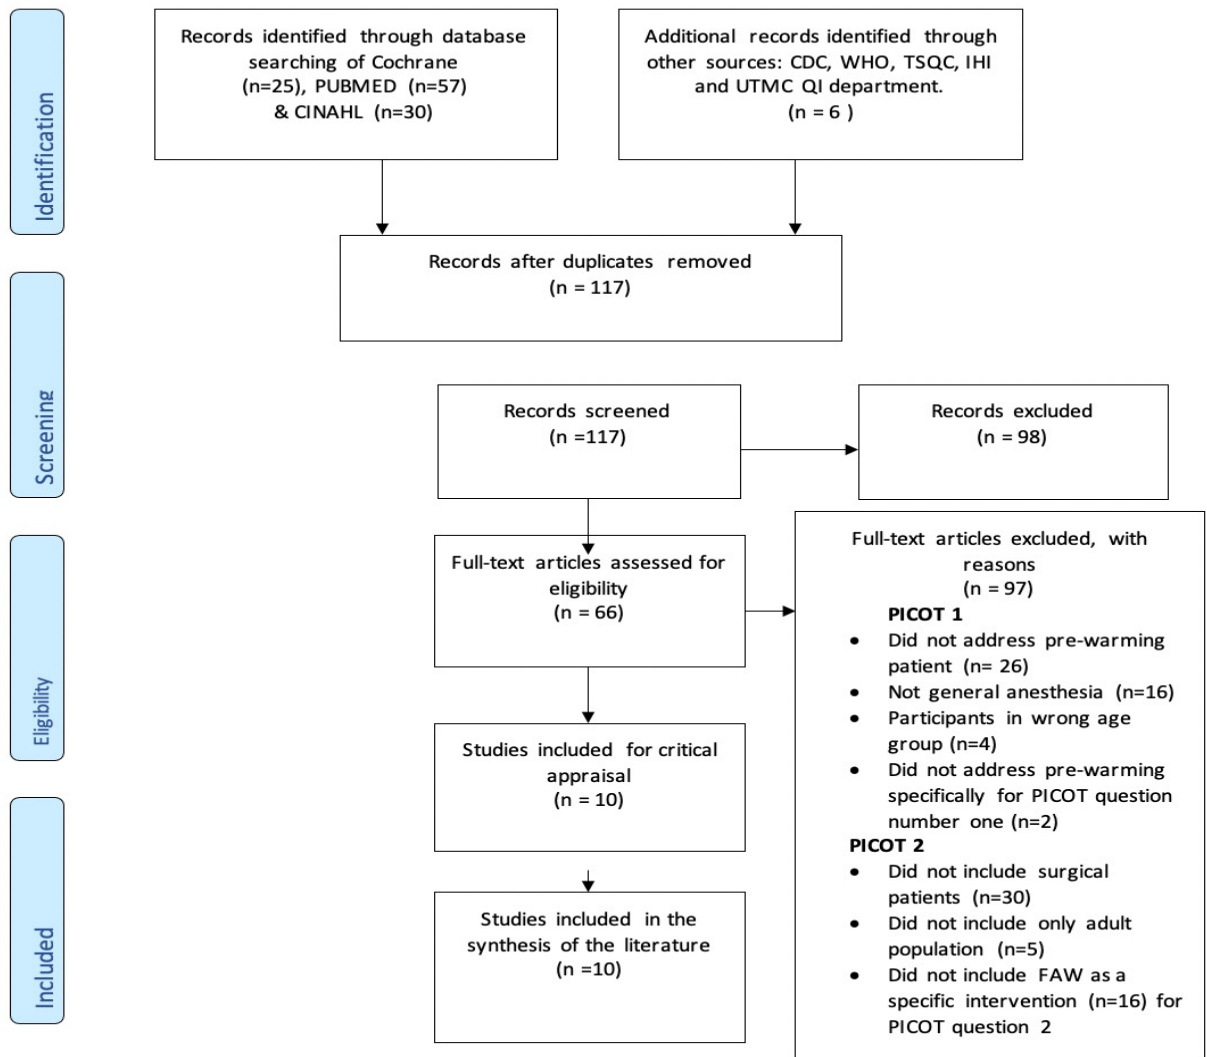 Identification
Records identified through database
searching of Cochrane
(n=25), PUBMED (n=57)
& CINAHL (n=30)
Additional records identified through
other sources: CDC, WHO, TSQC, IHI
and UTMC QI department.
(n = 6 )
Records after duplicates removed
(n = 117)
Screening
Records screened
(n =117)
Records excluded
(n = 98)
Eligibility
Full-text articles assessed for
eligibility
(n = 66)
Full-text articles excluded, with
reasons
(n = 97)
PICOT 1
• Did not address pre-warming
patient (n= 26)
• Not general anesthesia (n=16)
• Participants in wrong age
group (n=4)
• Did not address pre-warming
specifically for PICOT question
number one (n=2)
PICOT 2
• Did not include surgical
patients (n=30)
• Did not include only adult
population (n=5)
• Did not include FAW as a
specific intervention (n=16) for
PICOT question 2
Studies included for critical
appraisal
(n = 10)
Included
Studies included in the
synthesis of the literature
(n =10)